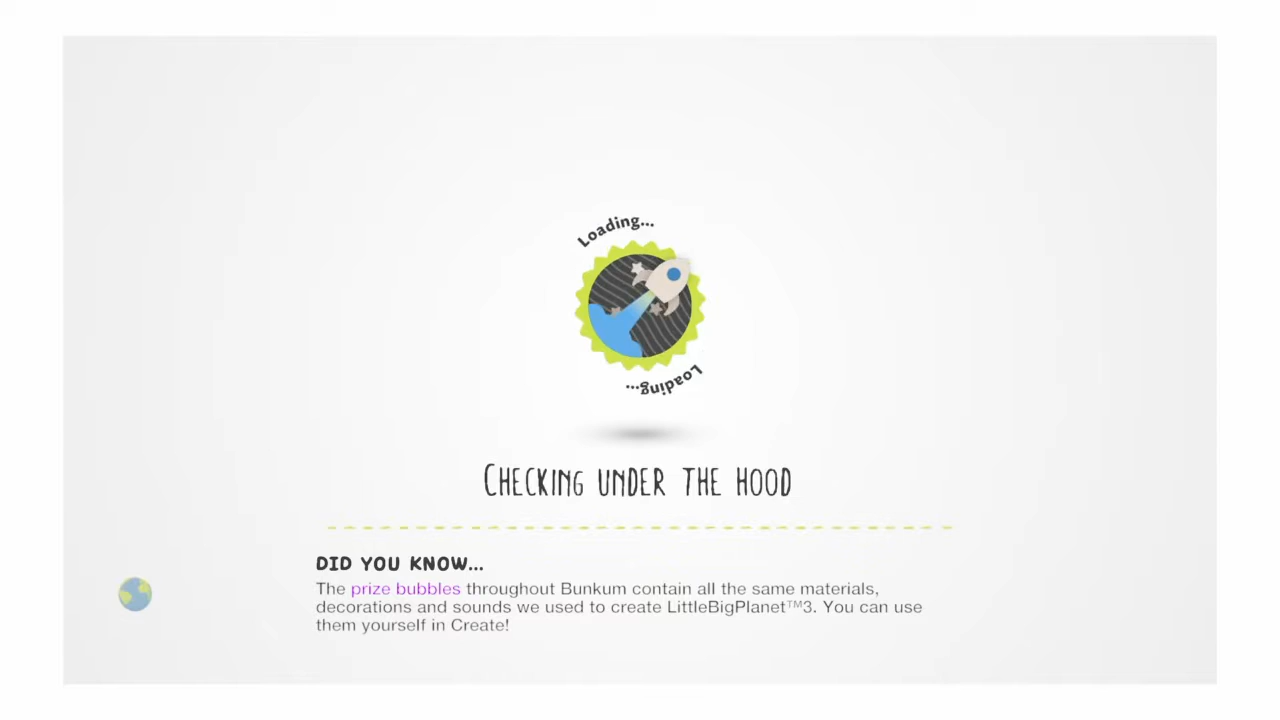 Loading...
Loading...
Checking under the hood
DID YOU KNOW...
The prize bubbles throughout Bunkum contain all the same materials,
decorations and sounds we used to create LittleBigPlanet™3. You can use
them yourself in Create!